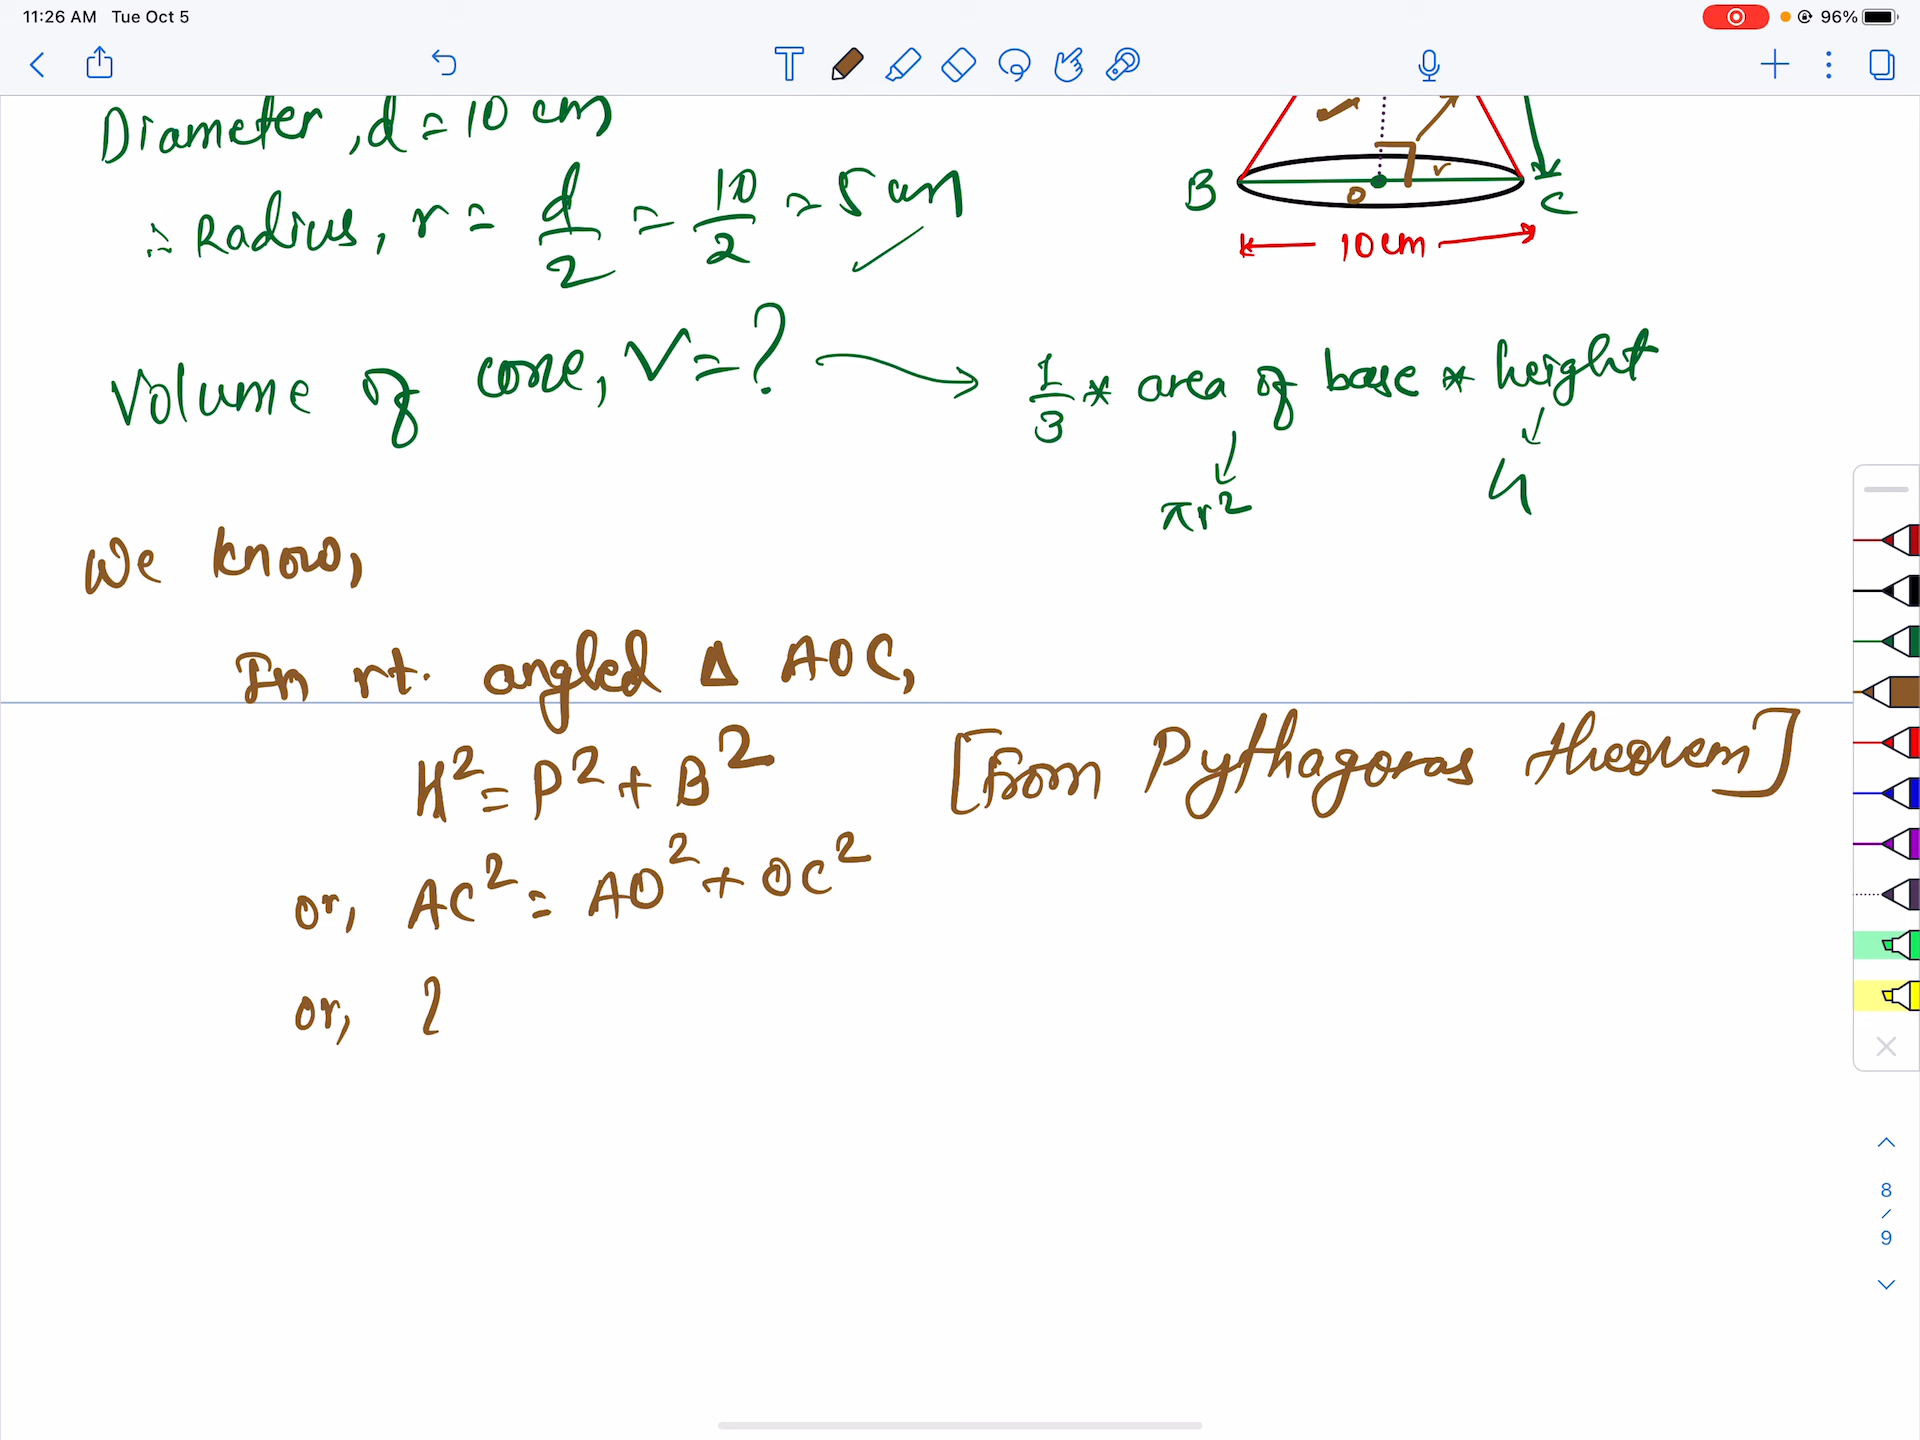 11:26 AM Tue Oct 5
96%
Diameter, d = 10 cm
∴ Radius, r = d/2 = 10/2 = 5 cm
B O r C
10 cm
Volume of cone, V = ? → 1/3 * area of base * height
πr² h
We know,
In rt. angled Δ AOC,
H² = P² + B² [From Pythagoras theorem]
or, AC² = AO² + OC²
or, l
8
/
9